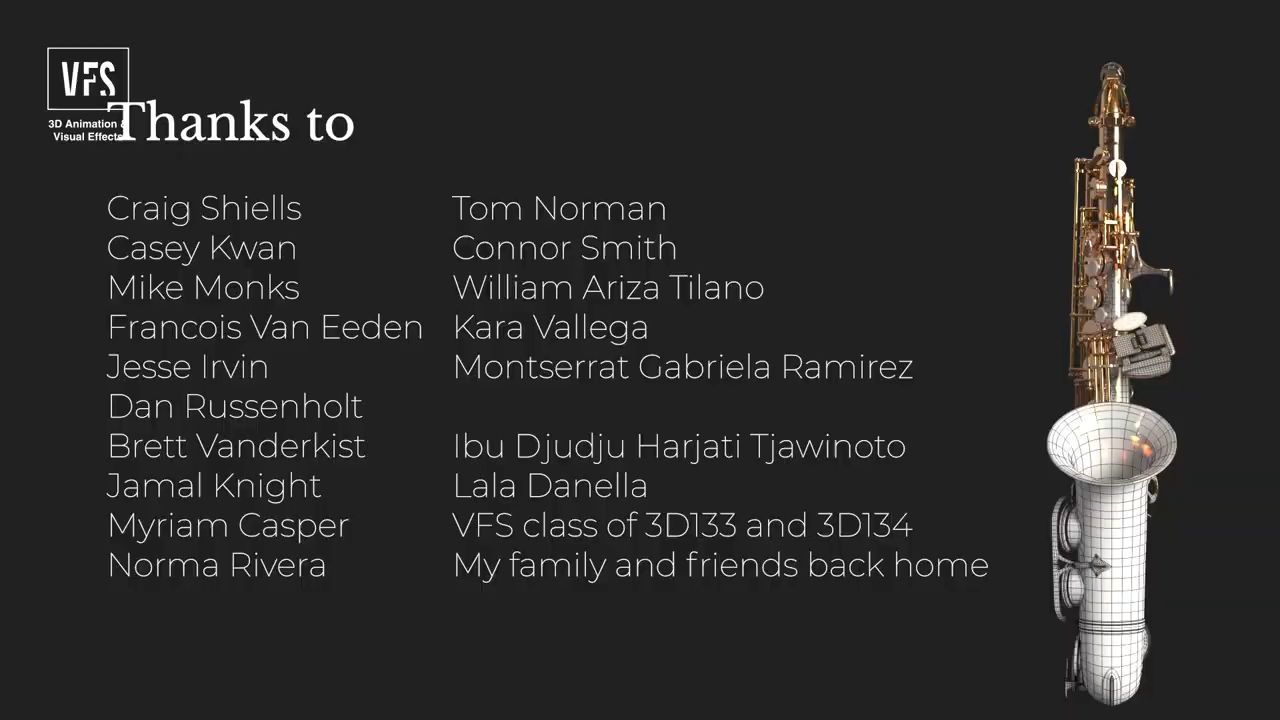 VFS
3D Animation &
Visual Effects
Thanks to
Craig Shiells
Casey Kwan
Mike Monks
Francois Van Eeden
Jesse Irvin
Dan Russenholt
Brett Vanderkist
Jamal Knight
Myriam Casper
Norma Rivera
Tom Norman
Connor Smith
William Ariza Tilano
Kara Vallega
Montserrat Gabriela Ramirez
Ibu Djudju Harjati Tjawinoto
Lala Danella
VFS class of 3D133 and 3D134
My family and friends back home